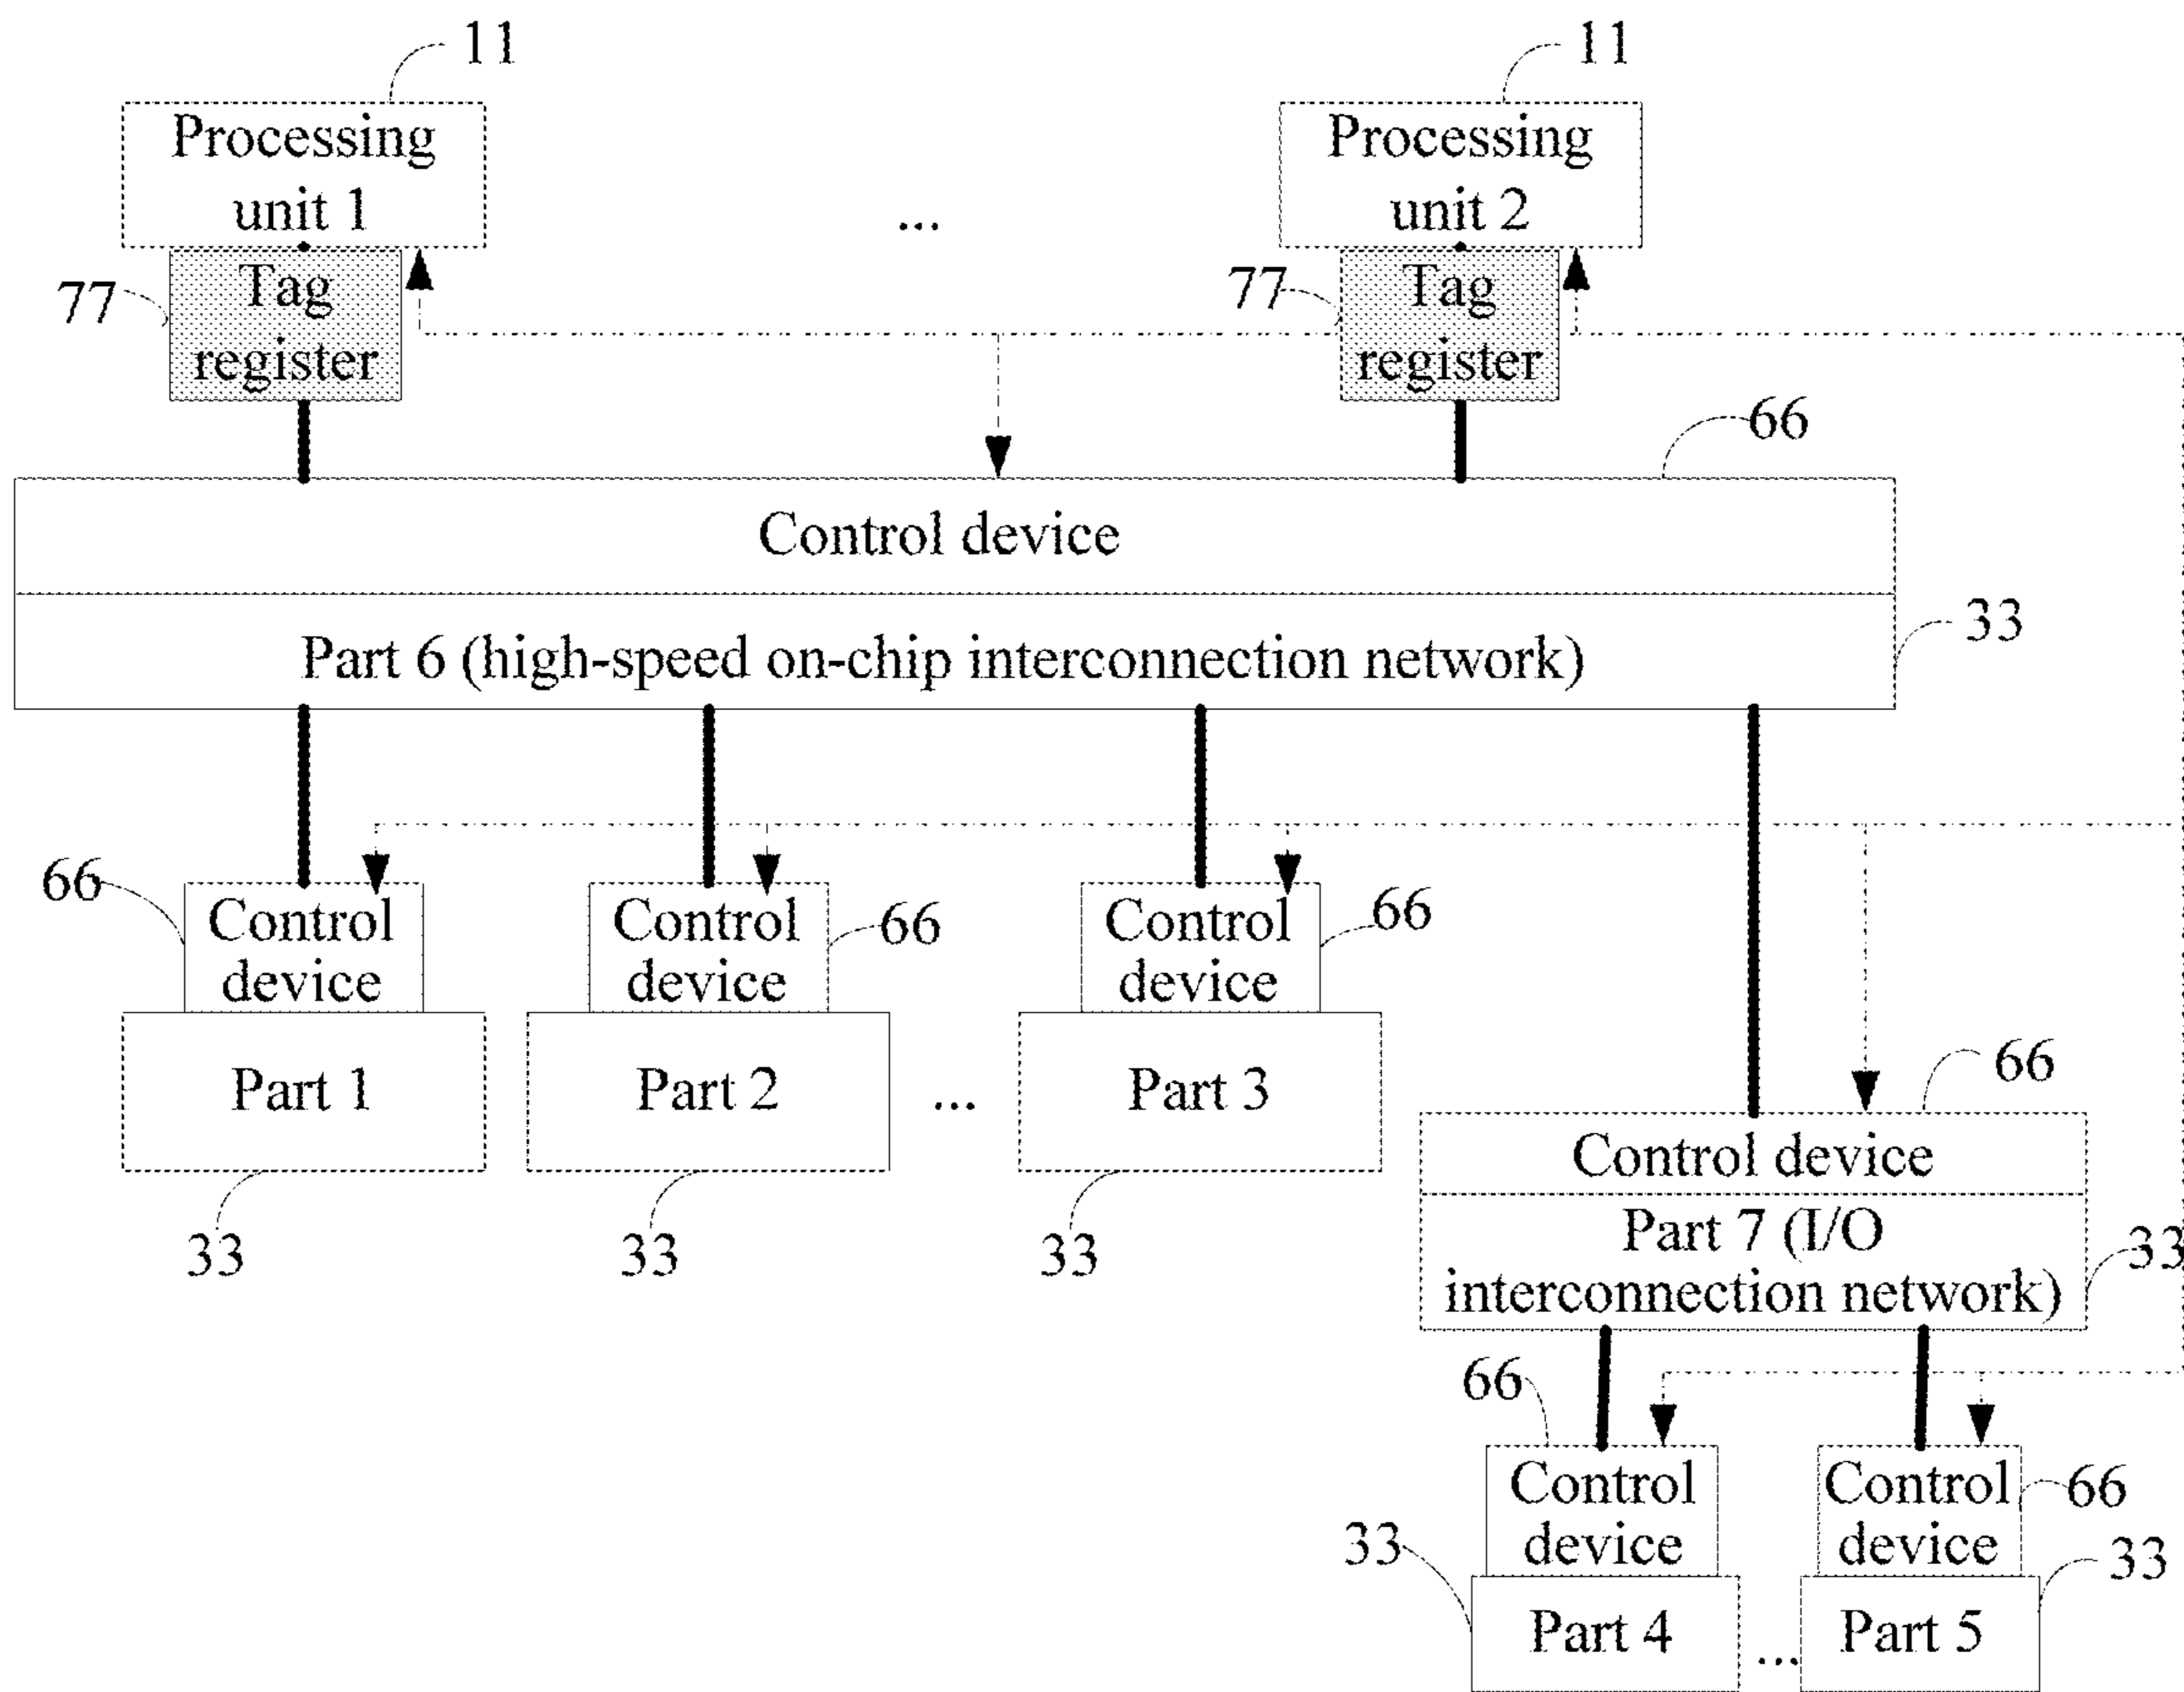 11
11
Processing
unit 1
...
Processing
unit 2
77
Tag
register
77
Tag
register
66
Control device
33
Part 6 (high-speed on-chip interconnection network)
66
Control
device
Control
device
66
Control
device
66
Part 1
Part 2
...
Part 3
33
33
33
66
Control device
Part 7 (I/O
interconnection network)
33
66
Control
device
Control
device
66
33
33
Part 4
...
Part 5